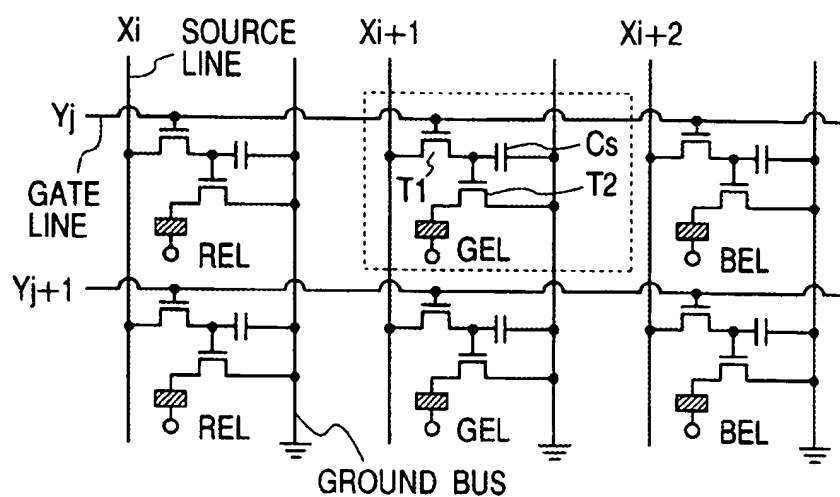 Xi
SOURCE
LINE
Xi+1
Xi+2
Yj
GATE
LINE
Cs
T1
T2
REL
GEL
BEL
Yj+1
REL
GEL
BEL
GROUND BUS